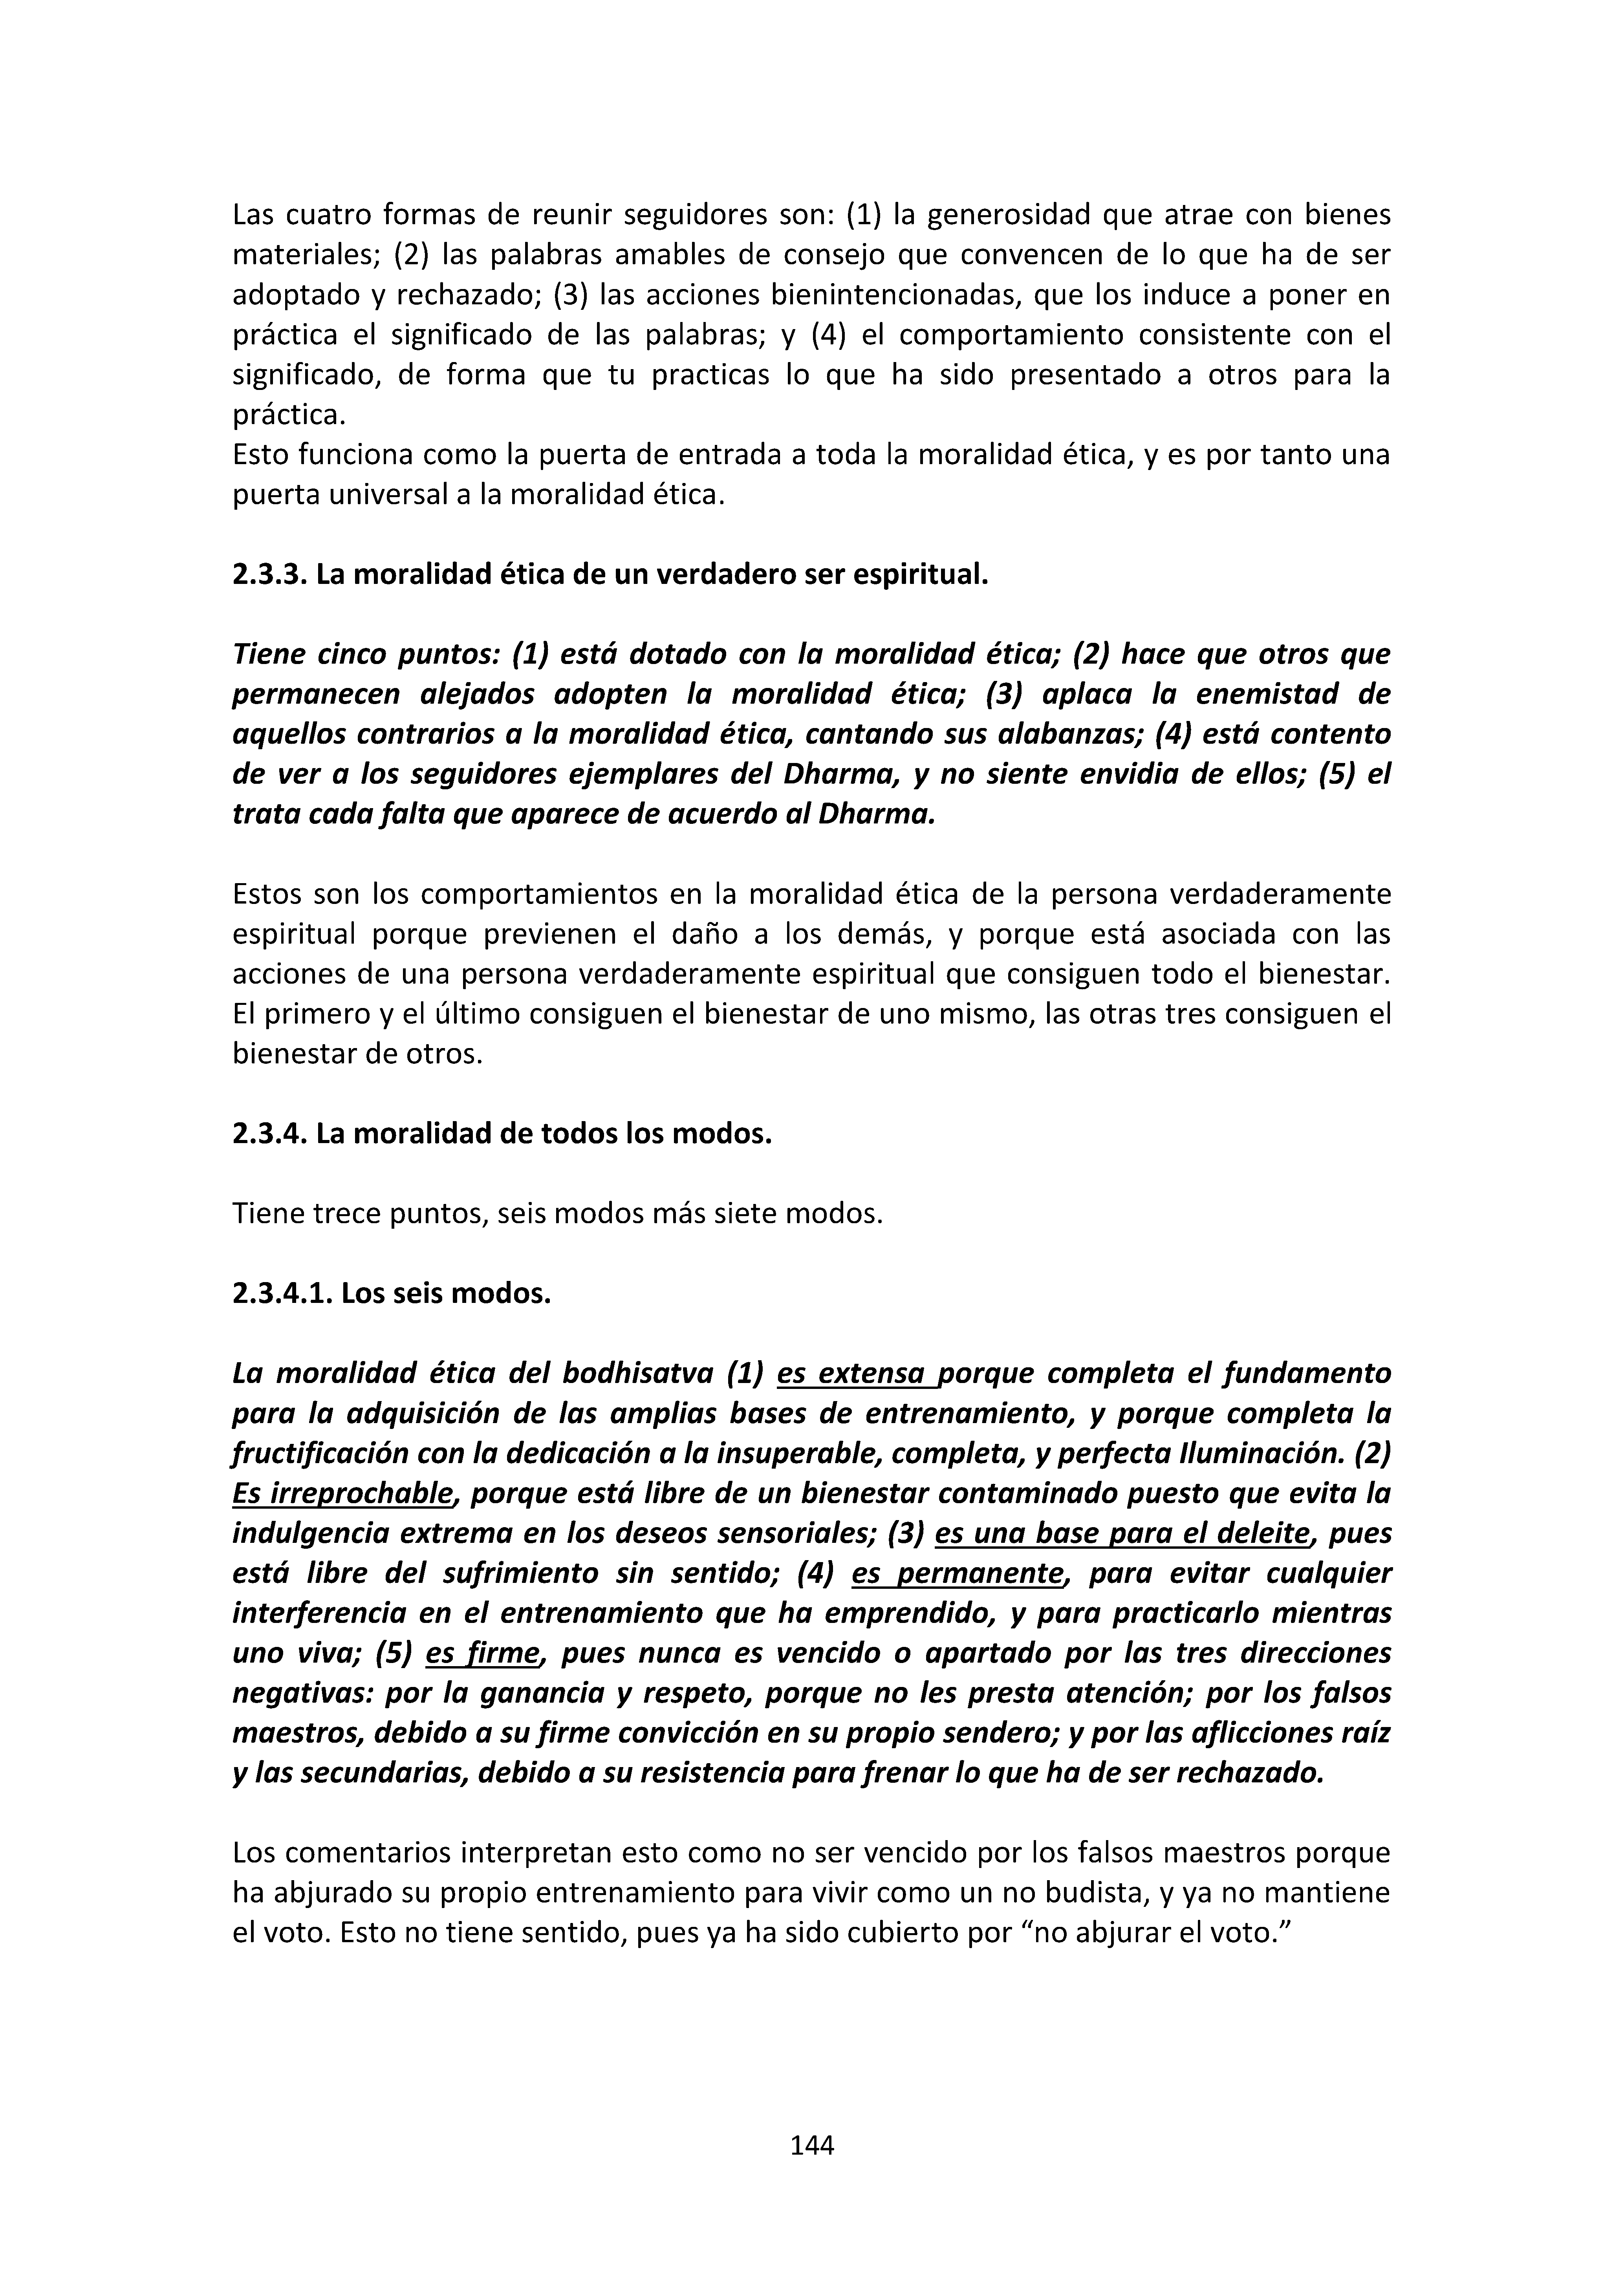 Las cuatro formas de reunir seguidores son: (1) la generosidad que atrae con bienes
materiales; (2) las palabras amables de consejo que convencen de lo que ha de ser
adoptado y rechazado; (3) las acciones bienintencionadas, que los induce a poner en
práctica el significado de las palabras; y (4) el comportamiento consistente con el
significado, de forma que tu practicas lo que ha sido presentado a otros para la
práctica.
Esto funciona como la puerta de entrada a toda la moralidad ética, y es por tanto una
puerta universal a la moralidad ética.
2.3.3. La moralidad ética de un verdadero ser espiritual.
Tiene cinco puntos: (1) está dotado con la moralidad ética; (2) hace que otros que
permanecen alejados adopten la moralidad ética; (3) aplaca la enemistad de
aquellos contrarios a la moralidad ética, cantando sus alabanzas; (4) está contento
de ver a los seguidores ejemplares del Dharma, y no siente envidia de ellos; (5) el
trata cada falta que aparece de acuerdo al Dharma.
Estos son los comportamientos en la moralidad ética de la persona verdaderamente
espiritual porque previenen el daño a los demás, y porque está asociada con las
acciones de una persona verdaderamente espiritual que consiguen todo el bienestar.
El primero y el último consiguen el bienestar de uno mismo, las otras tres consiguen el
bienestar de otros.
2.3.4. La moralidad de todos los modos.
Tiene trece puntos, seis modos más siete modos.
2.3.4.1. Los seis modos.
La moralidad ética del bodhisatva (1) es extensa porque completa el fundamento
para la adquisición de las amplias bases de entrenamiento, y porque completa la
fructificación con la dedicación a la insuperable, completa, y perfecta Iluminación. (2)
Es irreprochable, porque está libre de un bienestar contaminado puesto que evita la
indulgencia extrema en los deseos sensoriales; (3) es una base para el deleite, pues
está libre del sufrimiento sin sentido; (4) es permanente, para evitar cualquier
interferencia en el entrenamiento que ha emprendido, y para practicarlo mientras
uno viva; (5) es firme, pues nunca es vencido o apartado por las tres direcciones
negativas: por la ganancia y respeto, porque no les presta atención; por los falsos
maestros, debido a su firme convicción en su propio sendero; y por las aflicciones raíz
y las secundarias, debido a su resistencia para frenar lo que ha de ser rechazado.
Los comentarios interpretan esto como no ser vencido por los falsos maestros porque
ha abjurado su propio entrenamiento para vivir como un no budista, y ya no mantiene
el voto. Esto no tiene sentido, pues ya ha sido cubierto por “no abjurar el voto.”
144